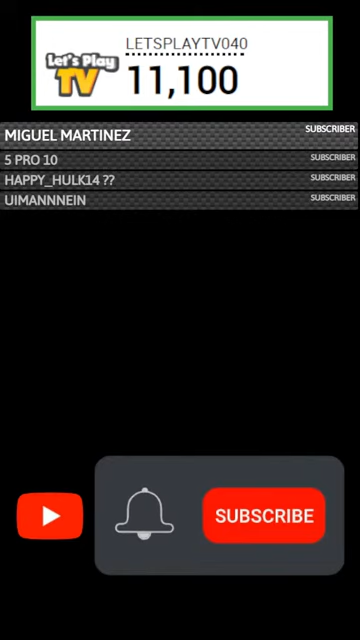 LETSPLAYTV040
Let's Play
TV
11,100
MIGUEL MARTINEZ SUBSCRIBER
5 PRO 10 SUBSCRIBER
HAPPY_HULK14 ?? SUBSCRIBER
UIMANNNEIN SUBSCRIBER
SUBSCRIBE